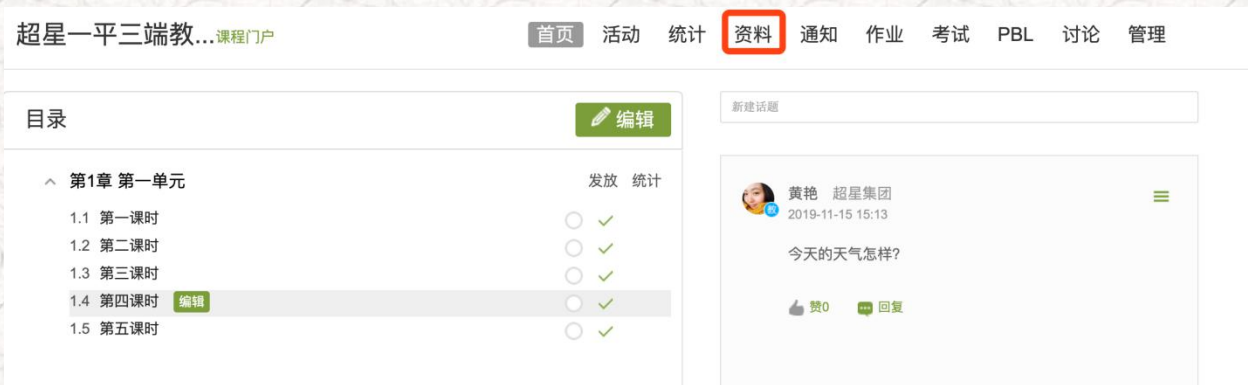 超星一平三端教...课程门户
首页 活动 统计 资料 通知 作业 考试 PBL 讨论 管理
目录
编辑
第1章 第一单元 发放 统计
1.1 第一课时
1.2 第二课时
1.3 第三课时
1.4 第四课时 编辑
1.5 第五课时
新建话题
黄艳 超星集团
教
2019-11-15 15:13
今天的天气怎样?
赞0 回复